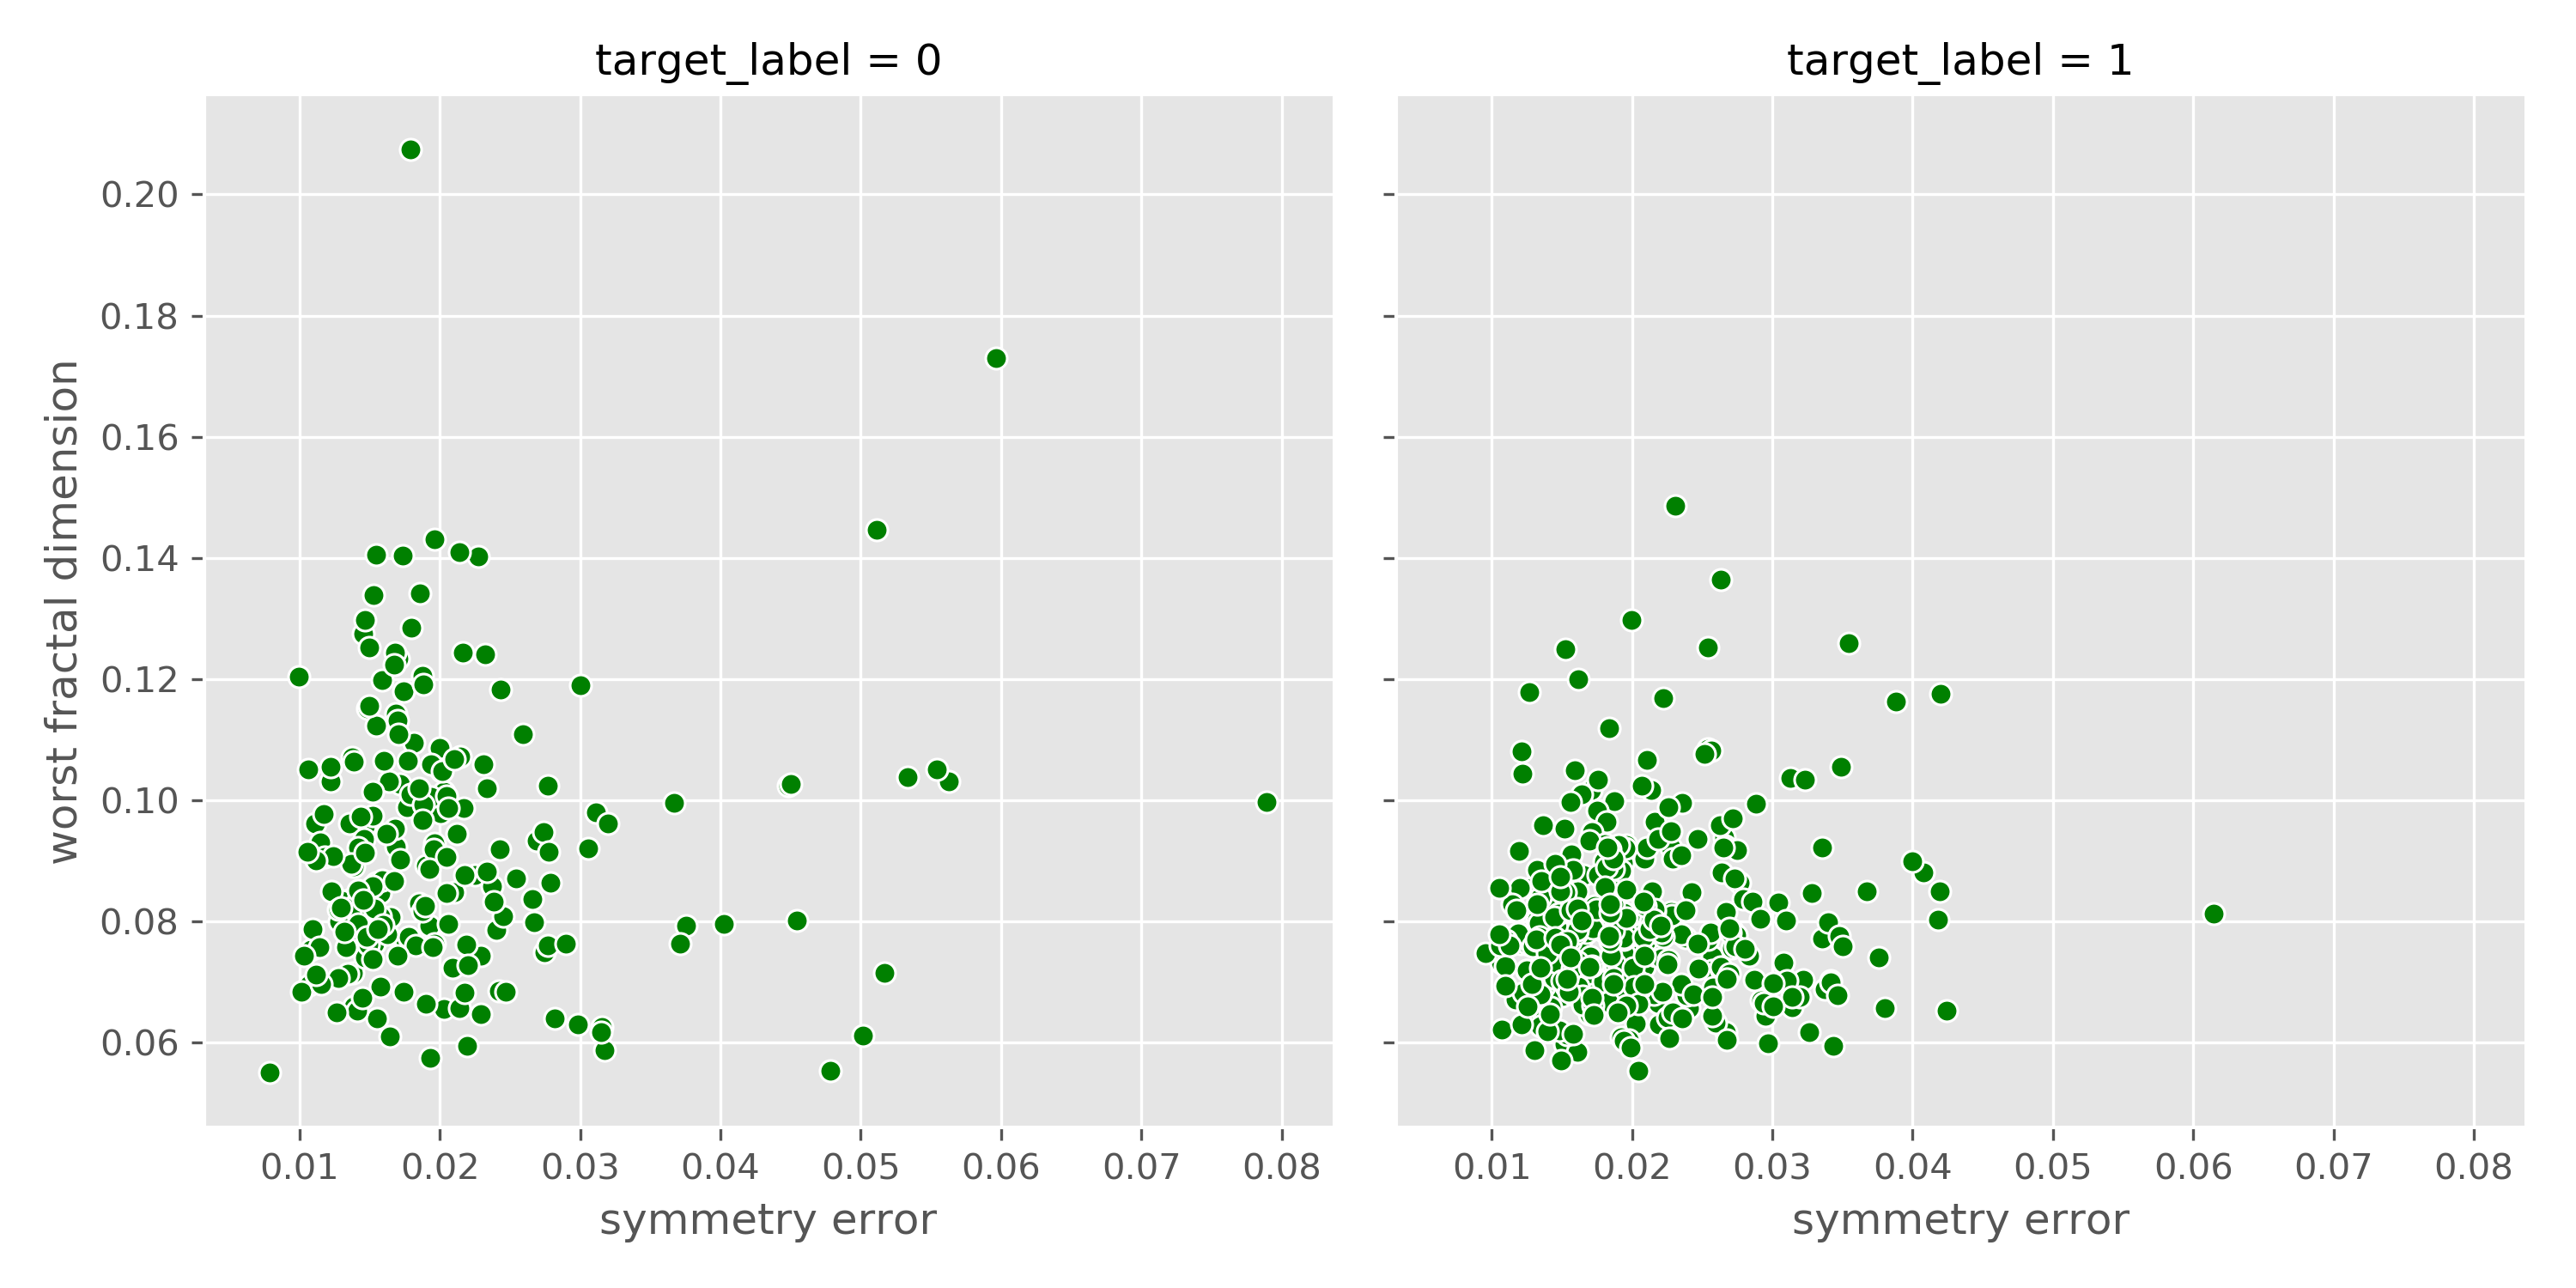 target_label = 0
target_label = 1
worst fractal dimension
0.20
0.18
0.16
0.14
0.12
0.10
0.08
0.06
0.01 0.02 0.03 0.04 0.05 0.06 0.07 0.08
0.01 0.02 0.03 0.04 0.05 0.06 0.07 0.08
symmetry error
symmetry error